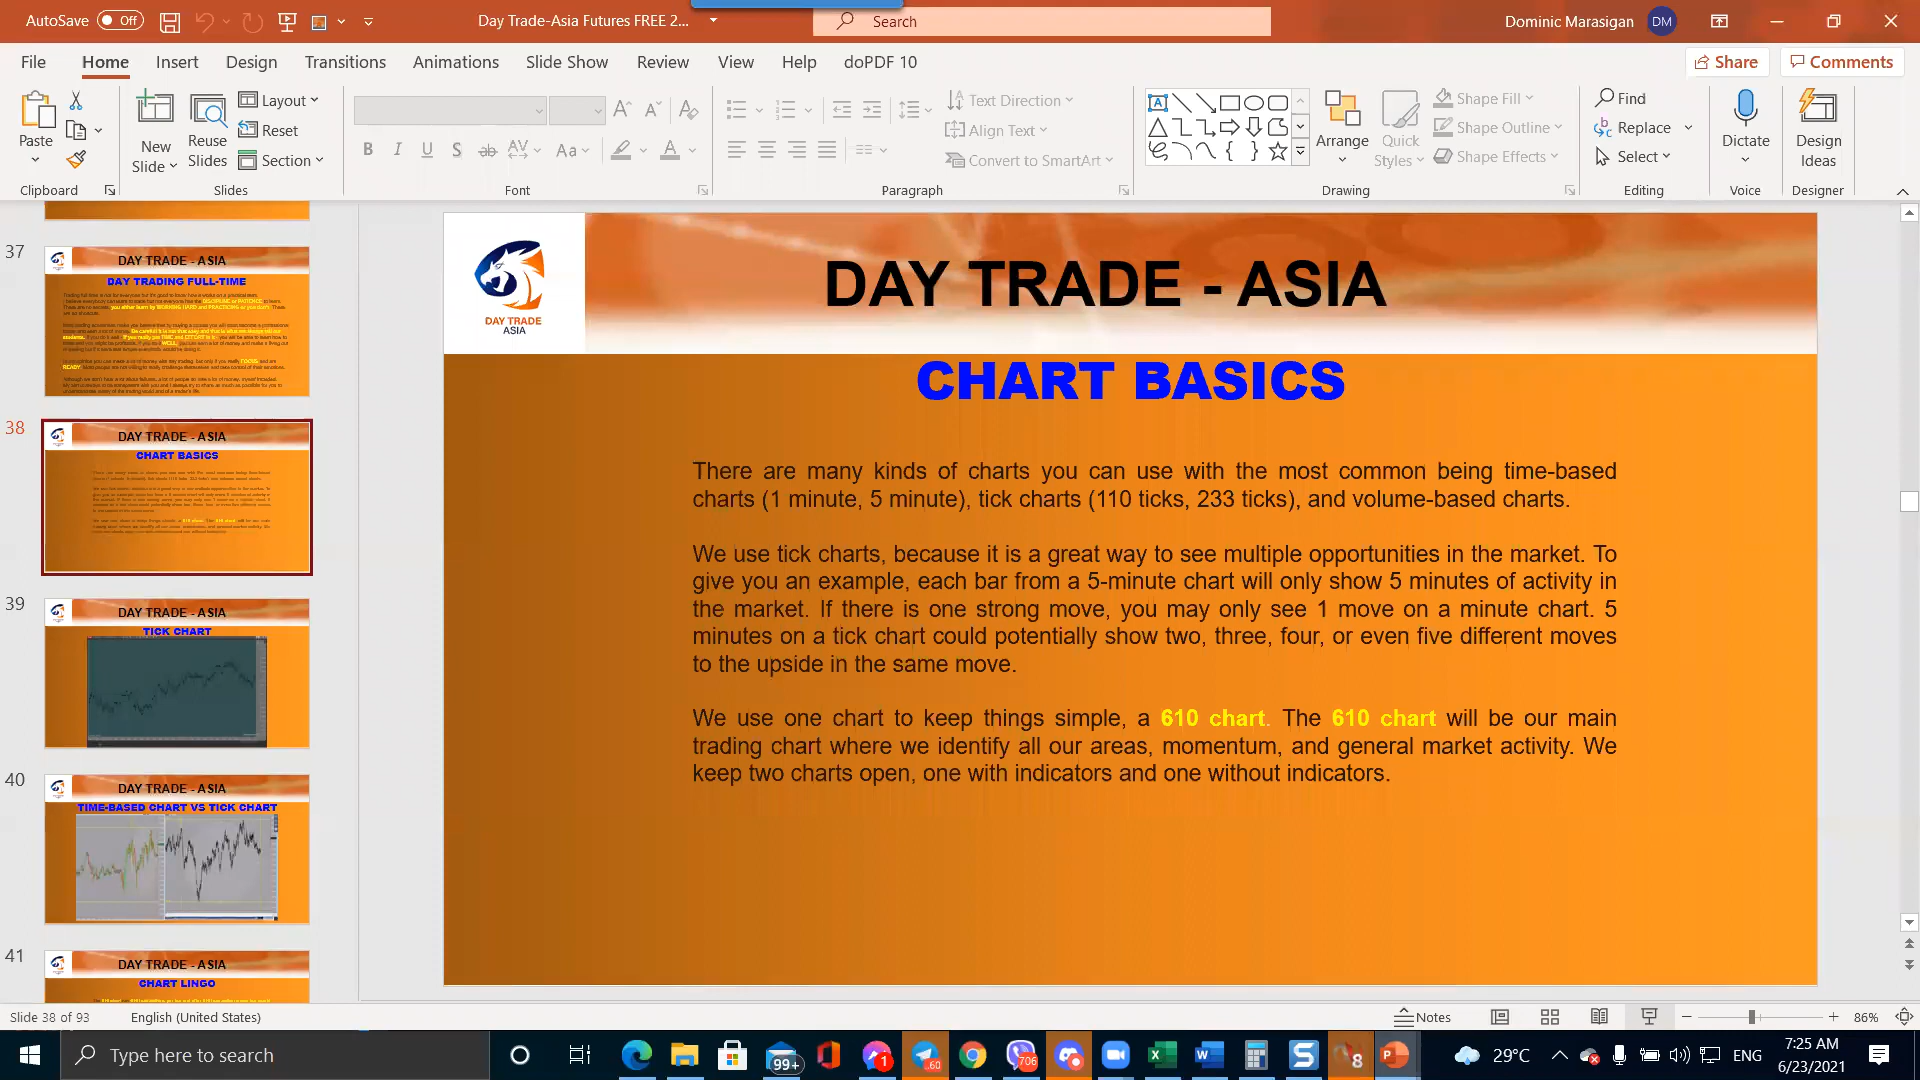 AutoSave Off
Day Trade-Asia Futures FREE 2...
Search
Dominic Marasigan DM
File Home Insert Design Transitions Animations Slide Show Review View Help doPDF 10
Share Comments
Paste
New Slide
Reuse Slides
Layout
Reset
Section
Text Direction
Align Text
Convert to SmartArt
Arrange
Quick Styles
Shape Fill
Shape Outline
Shape Effects
Find
Replace
Select
Dictate
Design Ideas
Clipboard Slides Font Paragraph Drawing Editing Voice Designer
37
DAY TRADE - ASIA
DAY TRADING FULL-TIME
38
DAY TRADE - ASIA
CHART BASICS
39
DAY TRADE - ASIA
TICK CHART
40
DAY TRADE - ASIA
TIME-BASED CHART VS TICK CHART
41
DAY TRADE - ASIA
CHART LINGO
DAY TRADE
ASIA
DAY TRADE - ASIA
CHART BASICS
There are many kinds of charts you can use with the most common being time-based
charts (1 minute, 5 minute), tick charts (110 ticks, 233 ticks), and volume-based charts.
We use tick charts, because it is a great way to see multiple opportunities in the market. To
give you an example, each bar from a 5-minute chart will only show 5 minutes of activity in
the market. If there is one strong move, you may only see 1 move on a minute chart. 5
minutes on a tick chart could potentially show two, three, four, or even five different moves
to the upside in the same move.
We use one chart to keep things simple, a 610 chart. The 610 chart will be our main
trading chart where we identify all our areas, momentum, and general market activity. We
keep two charts open, one with indicators and one without indicators.
Slide 38 of 93
English (United States)
Notes
86%
Type here to search
99+
1
60
706
8
29°C
ENG
7:25 AM
6/23/2021